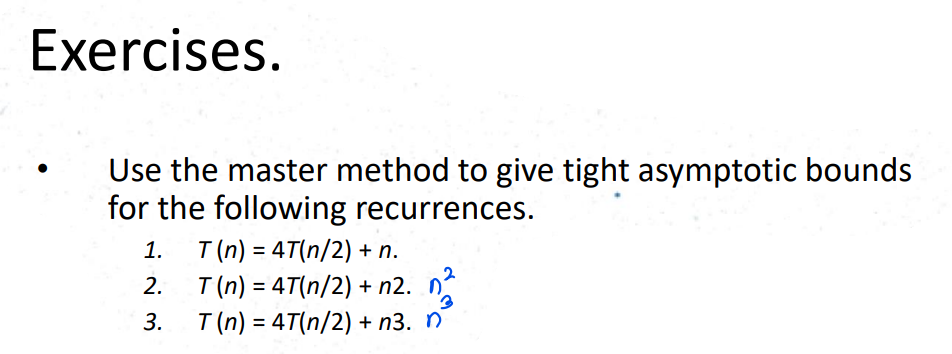 Exercises.
• Use the master method to give tight asymptotic bounds
for the following recurrences.
1. T (n) = 4T(n/2) + n.
2. T (n) = 4T(n/2) + n2. n²
3. T (n) = 4T(n/2) + n3. n³